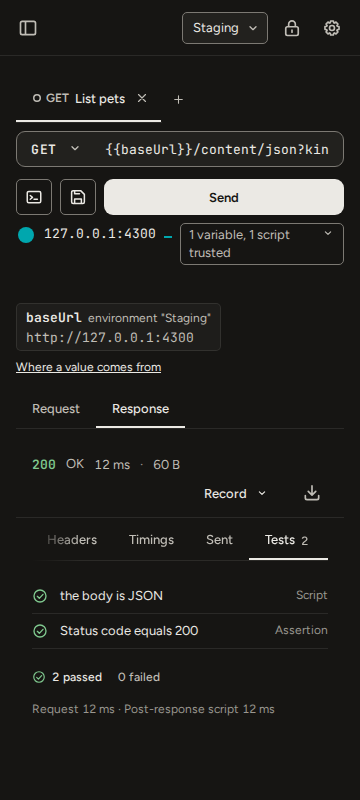 Staging
GET List pets
GET {{baseUrl}}/content/json?kin
Send
127.0.0.1:4300
1 variable, 1 script
trusted
baseUrl environment "Staging"
http://127.0.0.1:4300
Where a value comes from
Request Response
200 OK 12 ms · 60 B
Record
Headers Timings Sent Tests 2
the body is JSON Script
Status code equals 200 Assertion
2 passed 0 failed
Request 12 ms · Post-response script 12 ms